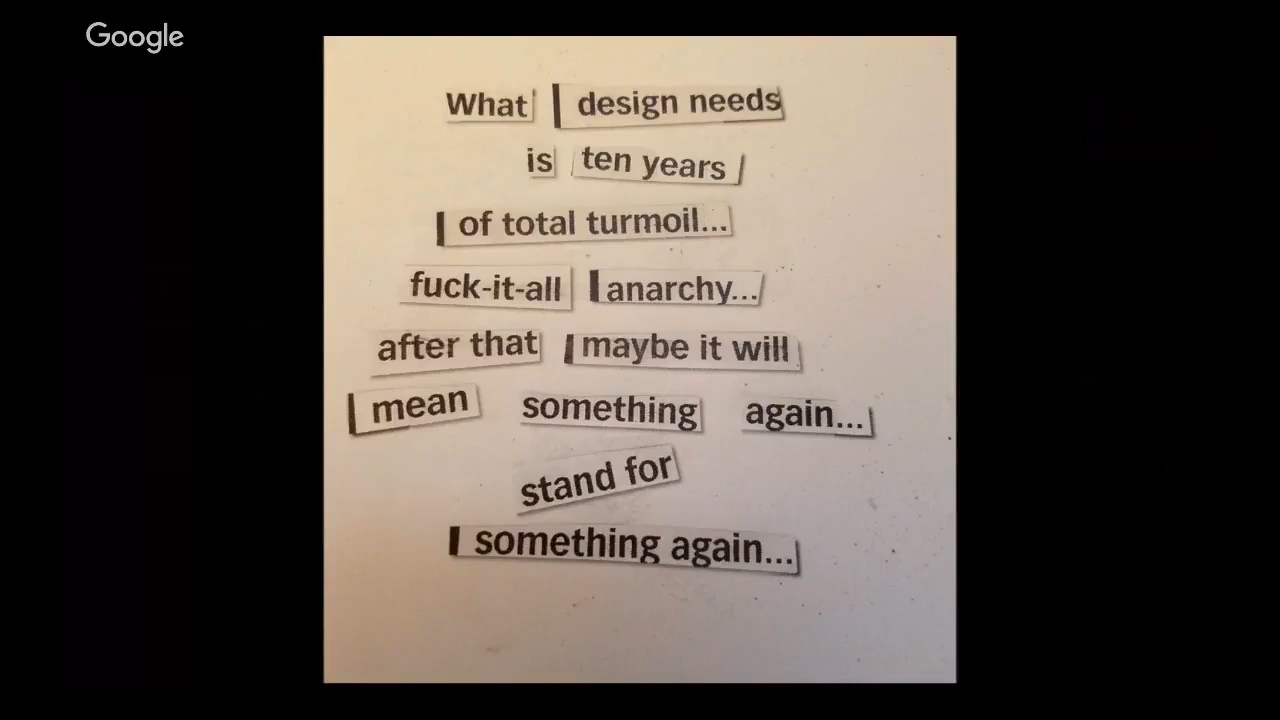 Google
What design needs
is ten years
of total turmoil...
fuck-it-all anarchy...
after that maybe it will
mean something again...
stand for
something again...